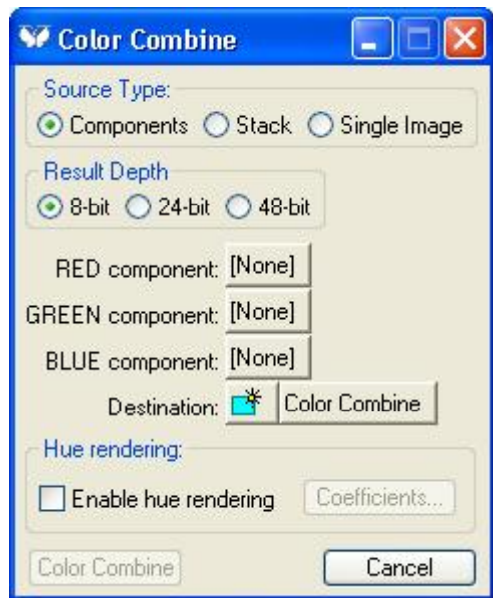 Color Combine
Source Type:
Components Stack Single Image
Result Depth
8-bit 24-bit 48-bit
RED component: [None]
GREEN component: [None]
BLUE component: [None]
Destination: Color Combine
Hue rendering:
Enable hue rendering Coefficients...
Color Combine Cancel